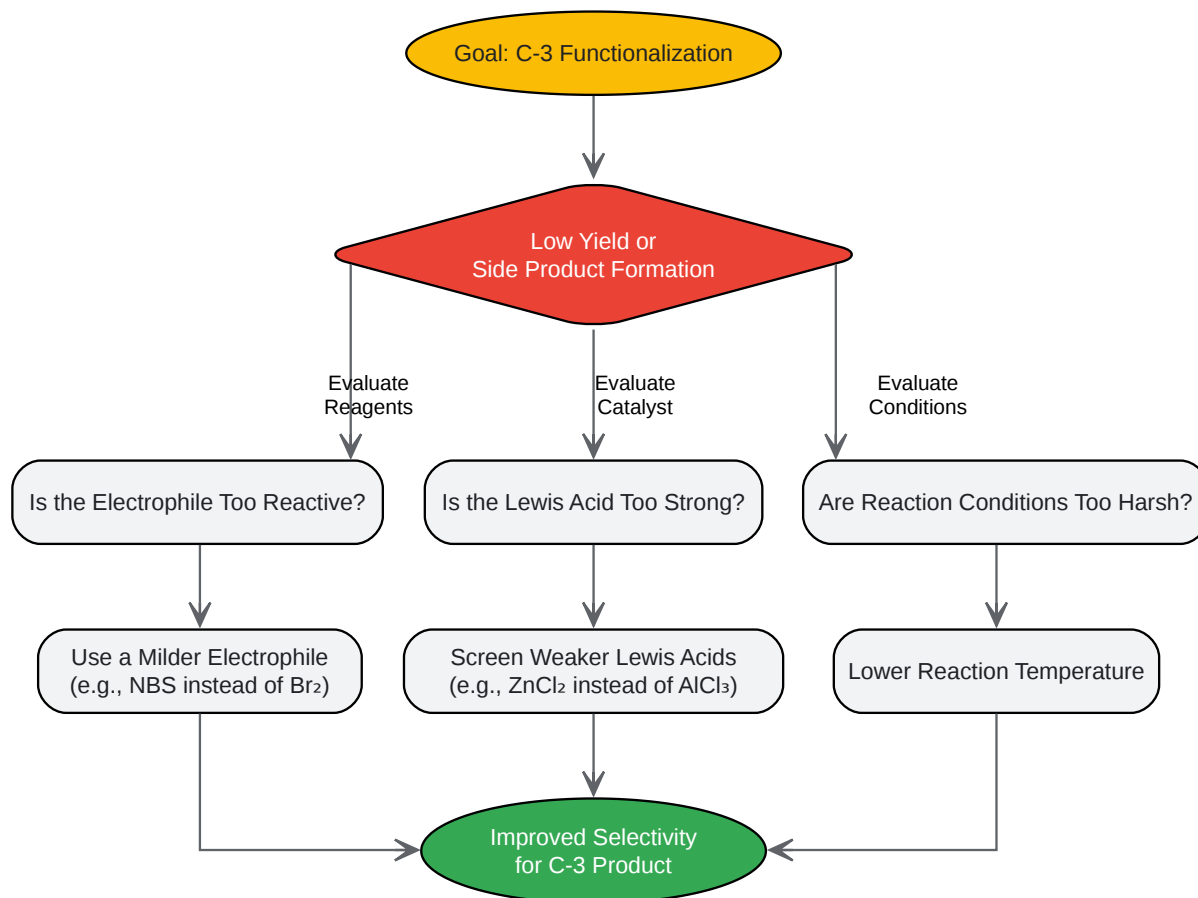 Goal: C-3 Functionalization
Low Yield or
Side Product Formation
Evaluate
Reagents
Evaluate
Catalyst
Evaluate
Conditions
Is the Electrophile Too Reactive?
Is the Lewis Acid Too Strong?
Are Reaction Conditions Too Harsh?
Use a Milder Electrophile
(e.g., NBS instead of Br₂)
Screen Weaker Lewis Acids
(e.g., ZnCl₂ instead of AlCl₃)
Lower Reaction Temperature
Improved Selectivity
for C-3 Product